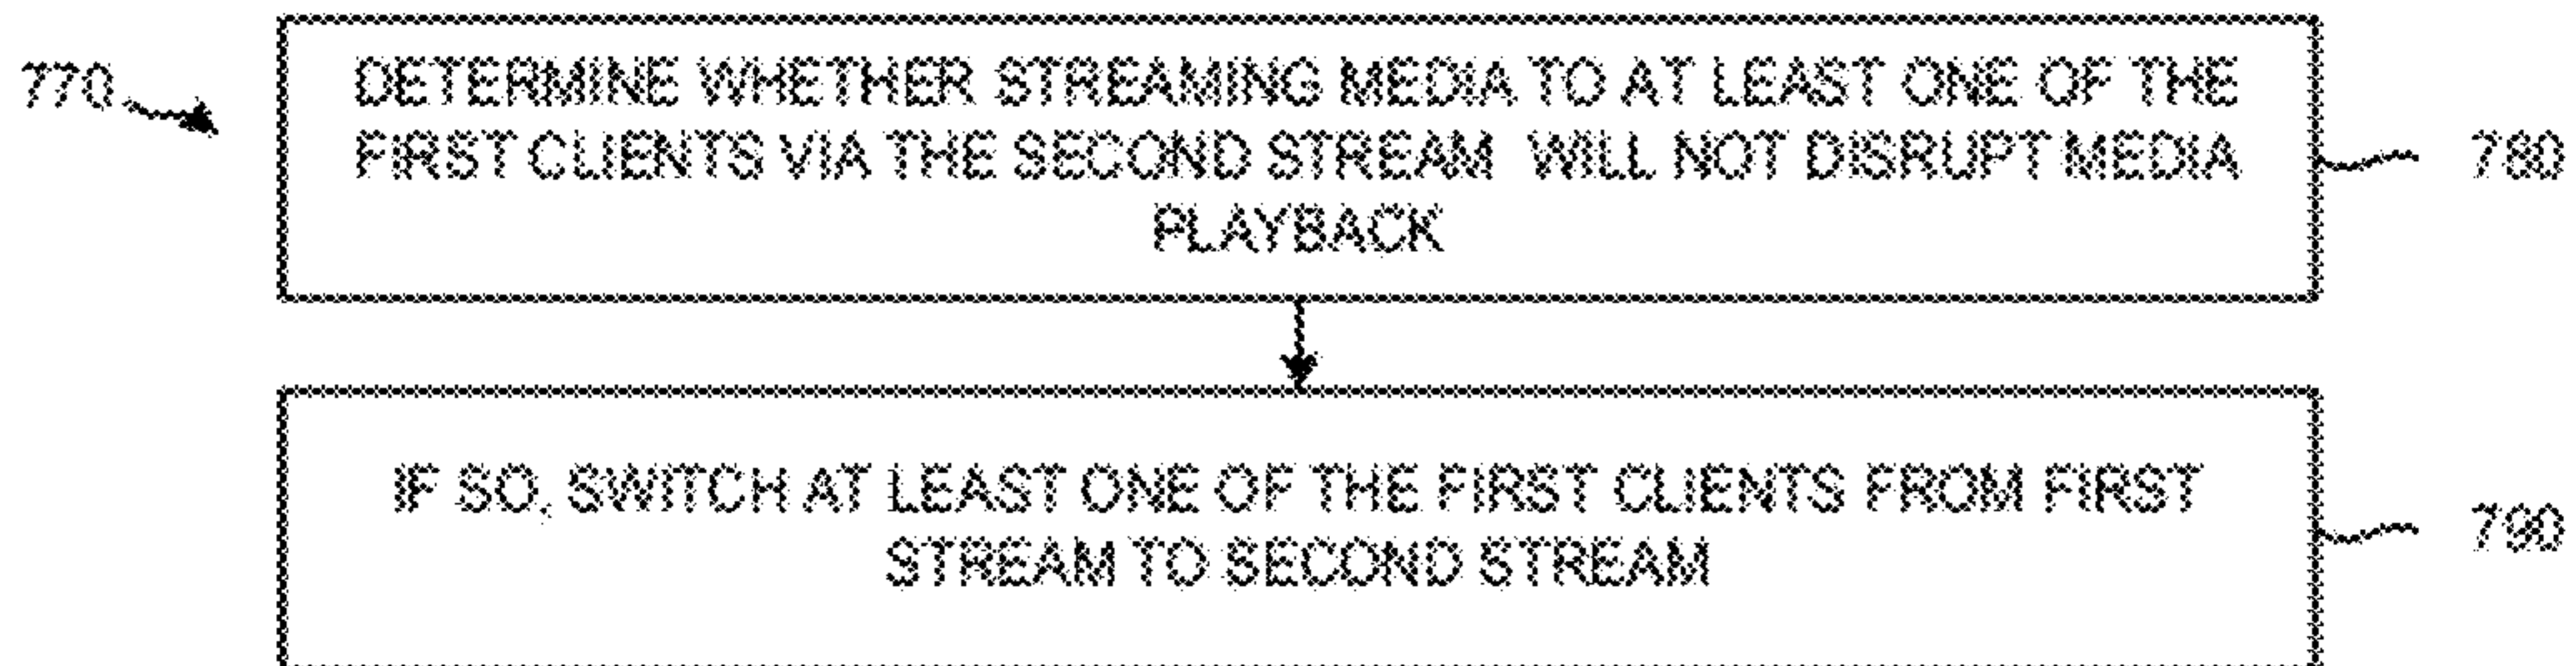 770
DETERMINE WHETHER STREAMING MEDIA TO AT LEAST ONE OF THE
FIRST CLIENTS VIA THE SECOND STREAM WILL NOT DISRUPT MEDIA
PLAYBACK
780
IF SO, SWITCH AT LEAST ONE OF THE FIRST CLIENTS FROM FIRST
STREAM TO SECOND STREAM
790